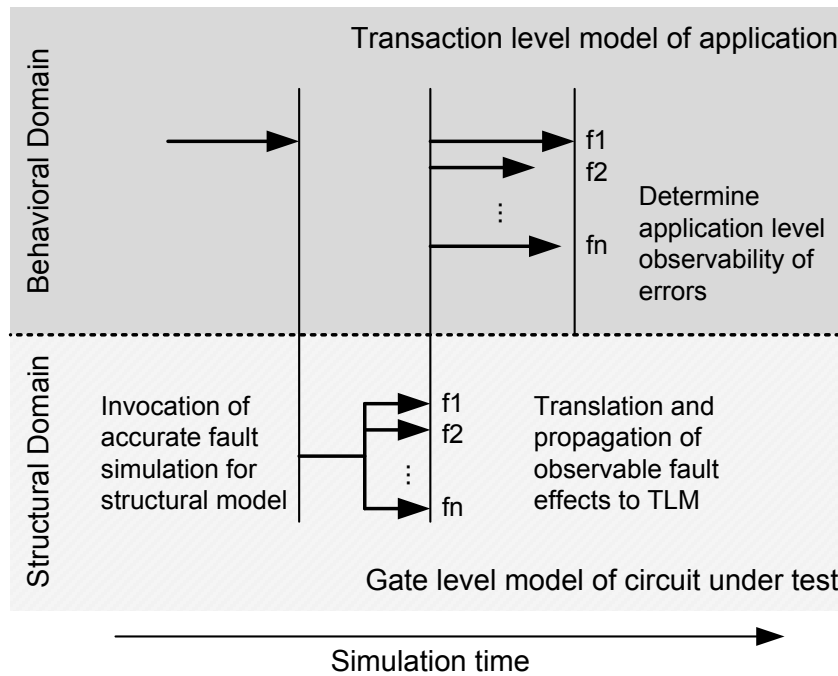 Transaction level model of application
Behavioral Domain
f1
f2
...
fn
Determine
application level
observability of
errors
Structural Domain
Invocation of
accurate fault
simulation for
structural model
f1
f2
...
fn
Translation and
propagation of
observable fault
effects to TLM
Gate level model of circuit under test
Simulation time